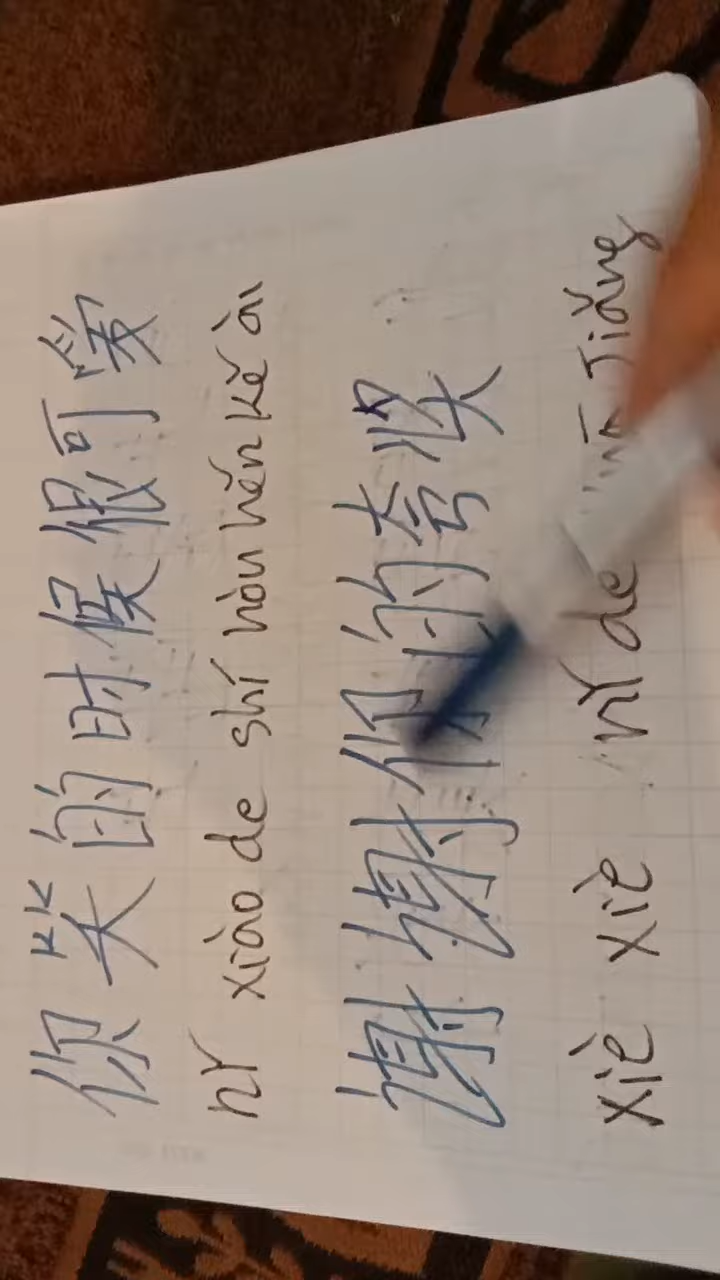 你笑的时候很可爱
nǐ xiào de shí hòu hěn kě ài
谢谢你的夸奖
xiè xiè nǐ de Jiǎng